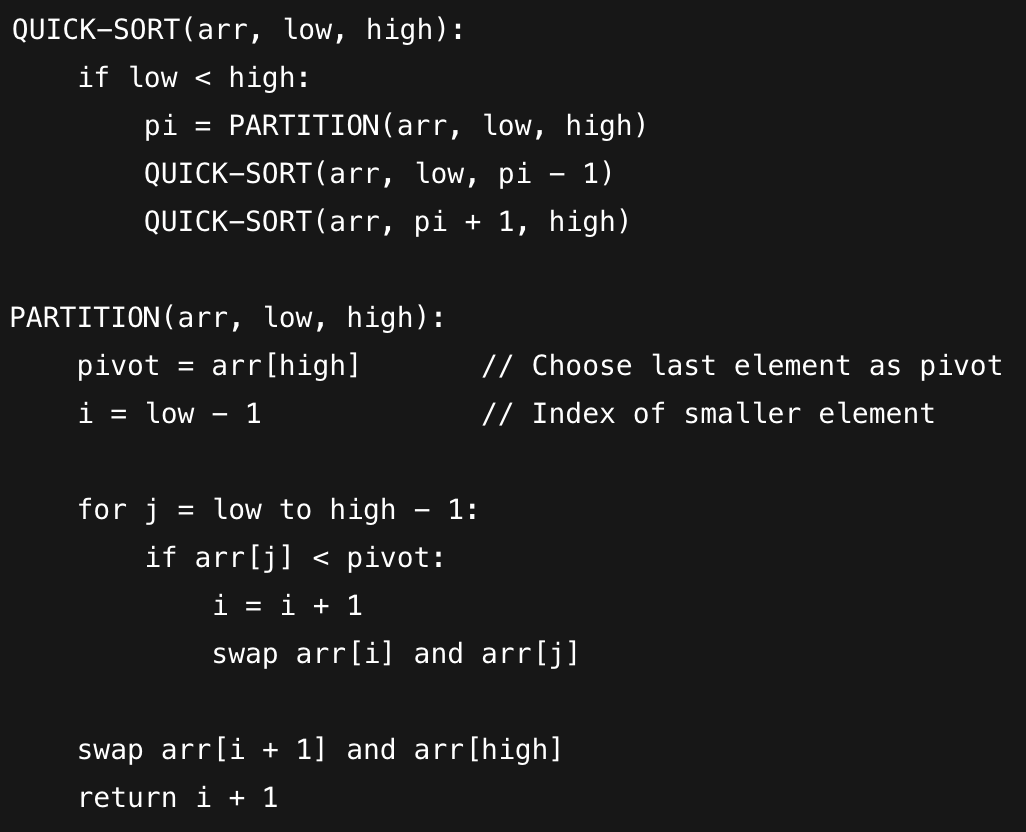 QUICK-SORT(arr, low, high):
    if low < high:
        pi = PARTITION(arr, low, high)
        QUICK-SORT(arr, low, pi - 1)
        QUICK-SORT(arr, pi + 1, high)

PARTITION(arr, low, high):
    pivot = arr[high]       // Choose last element as pivot
    i = low - 1             // Index of smaller element

    for j = low to high - 1:
        if arr[j] < pivot:
            i = i + 1
            swap arr[i] and arr[j]

    swap arr[i + 1] and arr[high]
    return i + 1